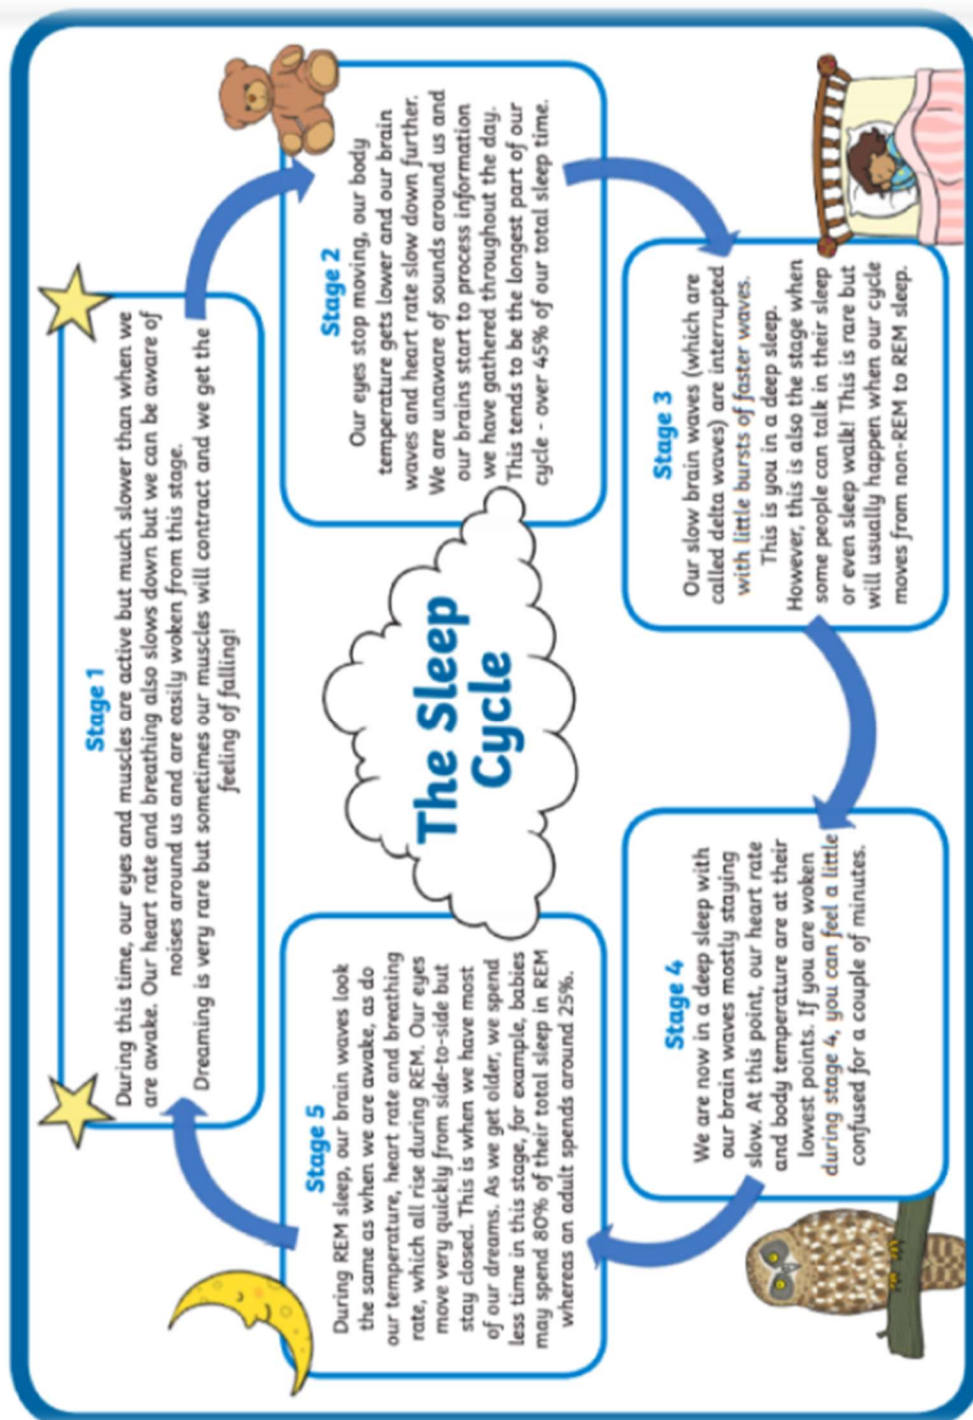 Stage 1
During this time, our eyes and muscles are active but much slower than when we
are awake. Our heart rate and breathing also slows down but we can be aware of
noises around us and are easily woken from this stage.
Dreaming is very rare but sometimes our muscles will contract and we get the
feeling of falling!
Stage 2
Our eyes stop moving, our body
temperature gets lower and our brain
waves and heart rate slow down further.
We are unaware of sounds around us and
our brains start to process information
we have gathered throughout the day.
This tends to be the longest part of our
cycle - over 45% of our total sleep time.
The Sleep
Cycle
Stage 3
Our slow brain waves (which are
called delta waves) are interrupted
with little bursts of faster waves.
This is you in a deep sleep.
However, this is also the stage when
some people can talk in their sleep
or even sleep walk! This is rare but
will usually happen when our cycle
moves from non-REM to REM sleep.
Stage 4
We are now in a deep sleep with
our brain waves mostly staying
slow. At this point, our heart rate
and body temperature are at their
lowest points. If you are woken
during stage 4, you can feel a little
confused for a couple of minutes.
Stage 5
During REM sleep, our brain waves look
the same as when we are awake, as do
our temperature, heart rate and breathing
rate, which all rise during REM. Our eyes
move very quickly from side-to-side but
stay closed. This is when we have most
of our dreams. As we get older, we spend
less time in this stage, for example, babies
may spend 80% of their total sleep in REM
whereas an adult spends around 25%.